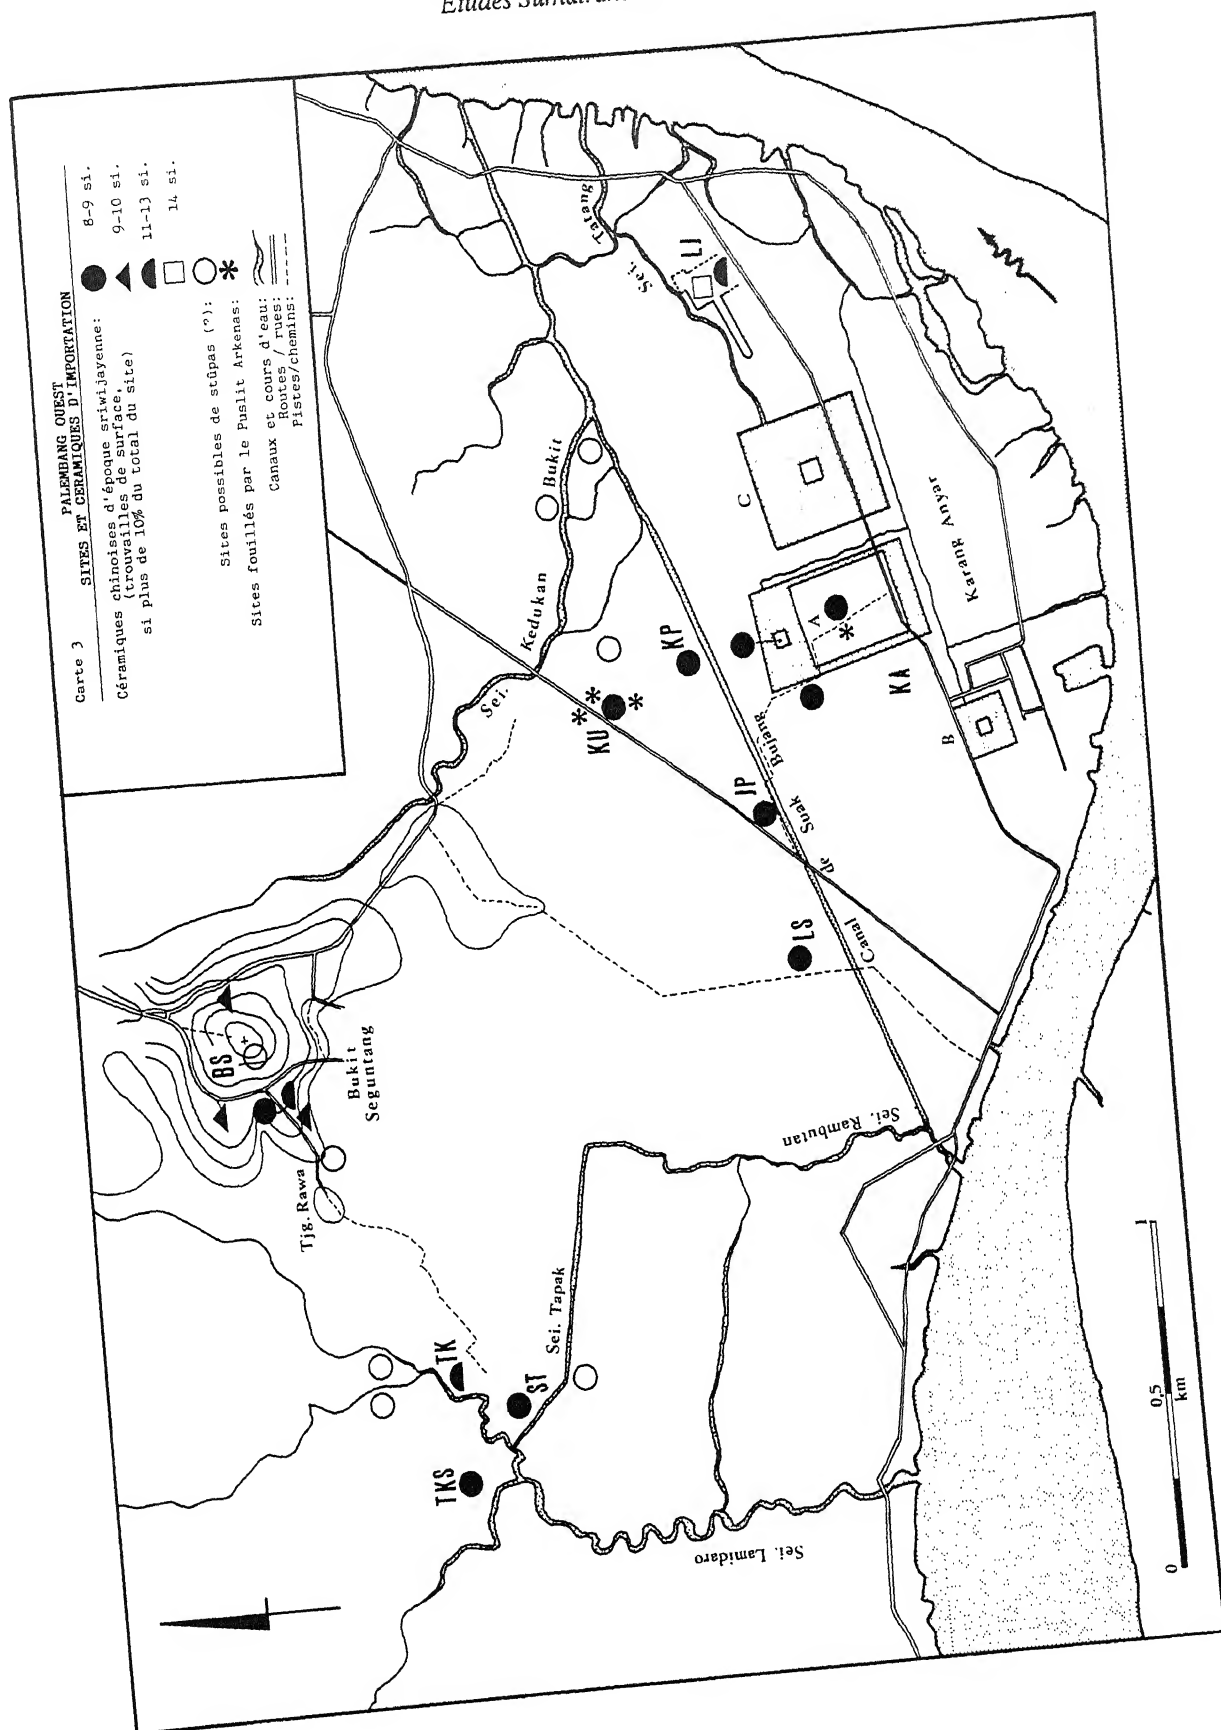 Etudes Sum
Carte 3
PALEMBANG OUEST
SITES ET CERAMIQUES D'IMPORTATION
Céramiques chinoises d'époque sriwijayenne:
(trouvailles de surface,
si plus de 10% du total du site)
8-9 si.
9-10 si.
11-13 si.
14 si.
Sites possibles de stûpas (?):
Sites fouillés par le Puslit Arkenas:
Canaux et cours d'eau:
Routes / rues:
Pistes/chemins:
Sei. Tatang
LI
Bukit
Kedukan
Sei.
C
KP
KU
A
Karang Anyar
KA
B
JP
Bujang
Suak
de
Canal
LS
BS
Bukit
Seguntang
Tjg. Rawa
Sei. Rambutan
Sei. Tapak
TK
ST
TKS
Sei. Lamidaro
0
0,5
km
1